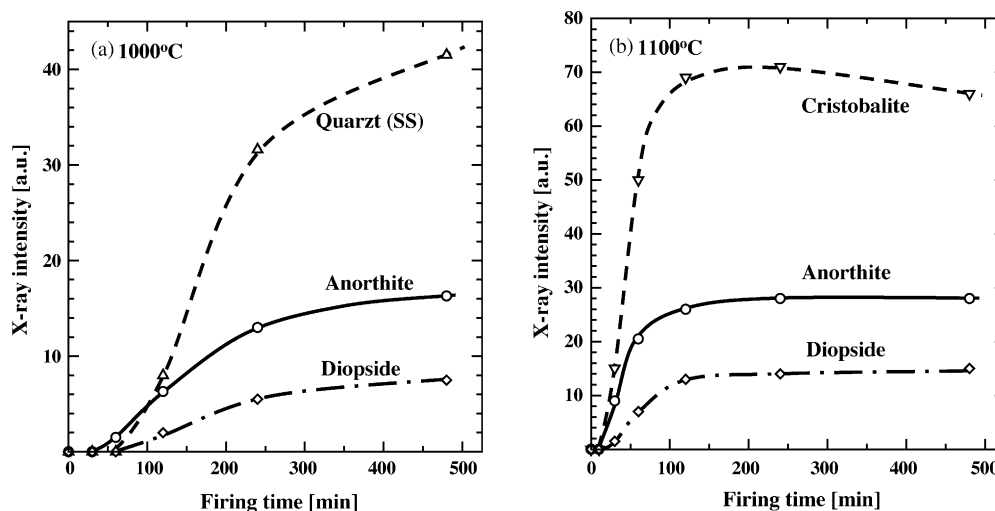 (a) 1000°C
Quarzt (SS)
Anorthite
Diopside
X-ray intensity [a.u.]
40
30
20
10
0 100 200 300 400 500
Firing time [min]
(b) 1100°C
Cristobalite
Anorthite
Diopside
X-ray intensity [a.u.]
80
70
60
50
40
30
20
10
0
0 100 200 300 400 500
Firing time [min]